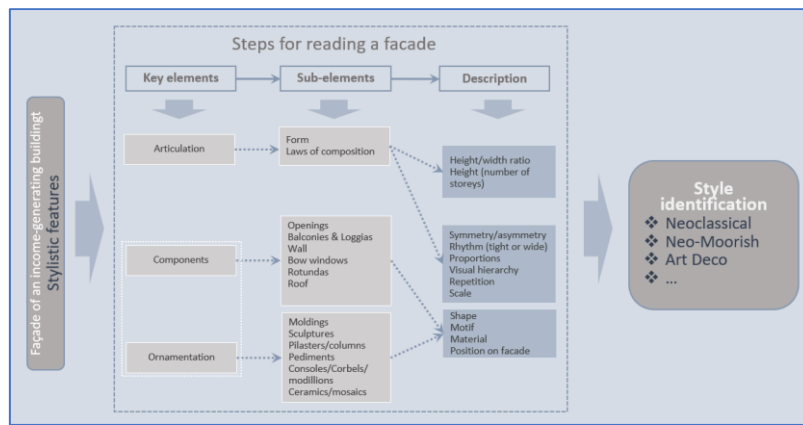 Steps for reading a facade
Façade of an income-generating buildingt
Stylistic features
Key elements
Sub-elements
Description
Articulation
Form
Laws of composition
Height/width ratio
Height (number of
storeys)
Components
Openings
Balconies & Loggias
Wall
Bow windows
Rotundas
Roof
Symmetry/asymmetry
Rhythm (tight or wide)
Proportions
Visual hierarchy
Repetition
Scale
Ornamentation
Moldings
Sculptures
Pilasters/columns
Pediments
Consoles/Corbels/
modillions
Ceramics/mosaics
Shape
Motif
Material
Position on facade
Style
identification
❖ Neoclassical
❖ Neo-Moorish
❖ Art Deco
❖ ...